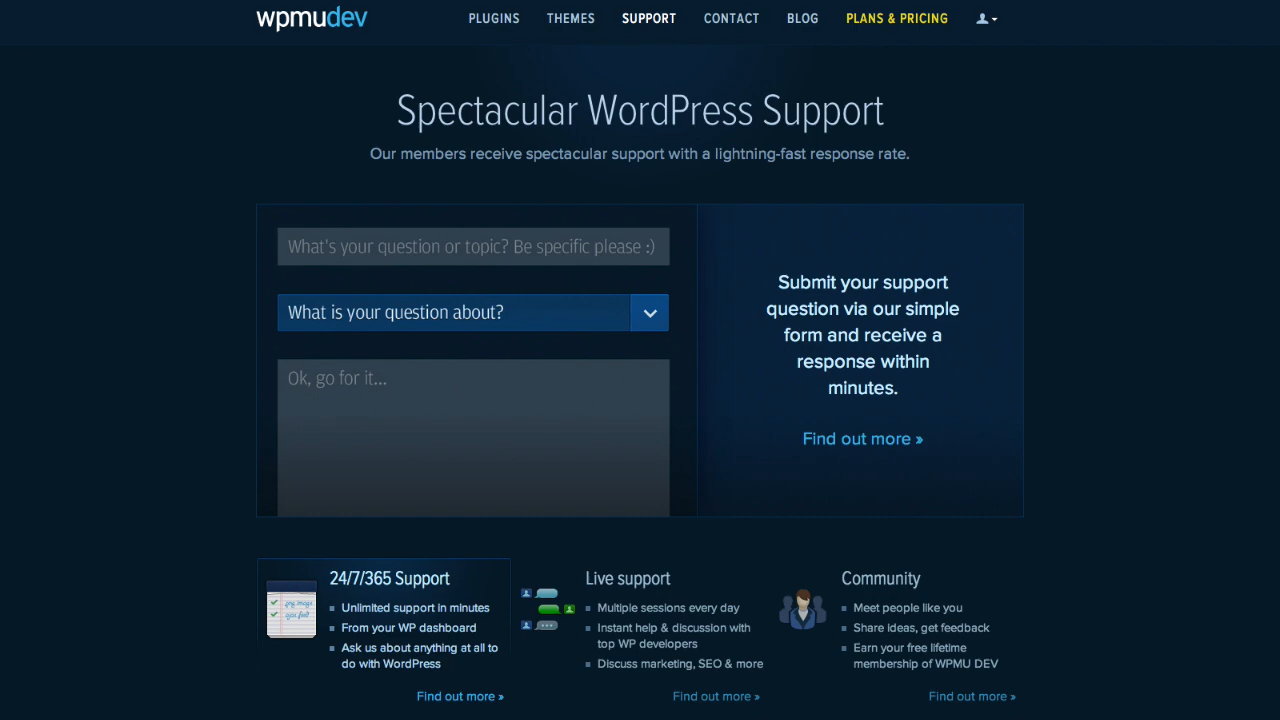 wpmudev
PLUGINS THEMES SUPPORT CONTACT BLOG PLANS & PRICING
Spectacular WordPress Support
Our members receive spectacular support with a lightning-fast response rate.
What's your question or topic? Be specific please :)
What is your question about?
Ok, go for it...
Submit your support
question via our simple
form and receive a
response within
minutes.
Find out more »
24/7/365 Support
Unlimited support in minutes
From your WP dashboard
Ask us about anything at all to
do with WordPress
Find out more »
Live support
Multiple sessions every day
Instant help & discussion with
top WP developers
Discuss marketing, SEO & more
Find out more »
Community
Meet people like you
Share ideas, get feedback
Earn your free lifetime
membership of WPMU DEV
Find out more »